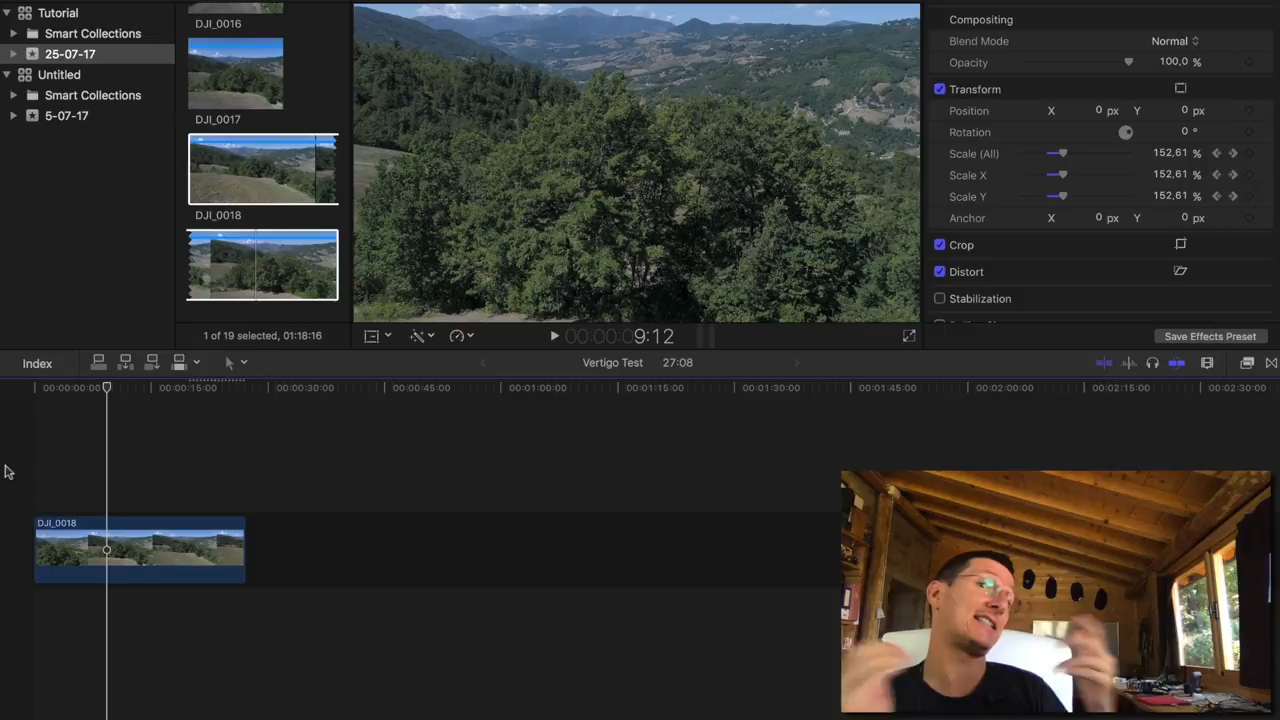 Tutorial
Smart Collections
25-07-17
Untitled
Smart Collections
5-07-17
DJI_0016
DJI_0017
DJI_0018
1 of 19 selected, 01:18:16
00:00:00:09:12
Compositing
Blend Mode Normal
Opacity 100,0 %
Transform
Position X 0 px Y 0 px
Rotation 0 °
Scale (All) 152,61 %
Scale X 152,61 %
Scale Y 152,61 %
Anchor X 0 px Y 0 px
Crop
Distort
Stabilization
Save Effects Preset
Index
Vertigo Test 27:08
00:00:00:00 00:00:15:00 00:00:30:00 00:00:45:00 00:01:00:00 00:01:15:00 00:01:30:00 00:01:45:00 00:02:00:00 00:02:15:00 00:02:30:00
DJI_0018